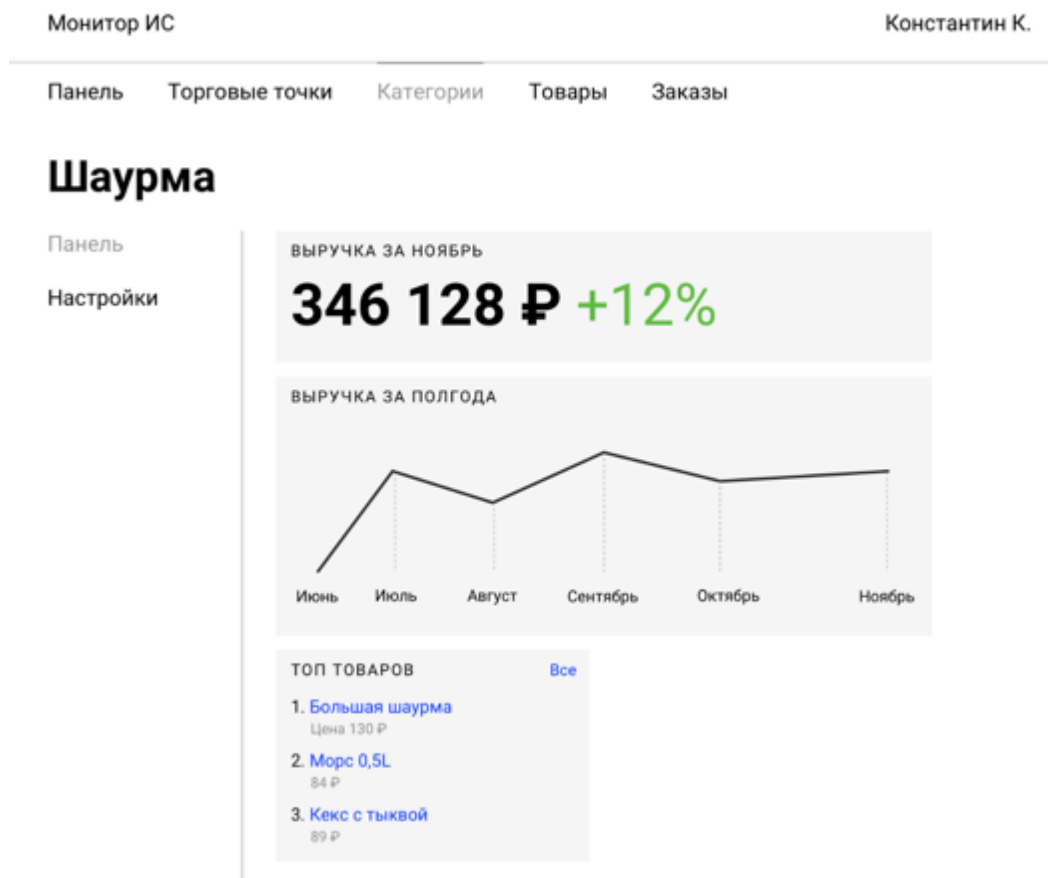 Монитор ИС
Константин К.
Панель Торговые точки Категории Товары Заказы
Шаурма
Панель
Настройки
ВЫРУЧКА ЗА НОЯБРЬ
346 128 ₽ +12%
ВЫРУЧКА ЗА ПОЛГОДА
Июнь Июль Август Сентябрь Октябрь Ноябрь
ТОП ТОВАРОВ Все
1. Большая шаурма
Цена 130 ₽
2. Морс 0,5L
84 ₽
3. Кекс с тыквой
89 ₽